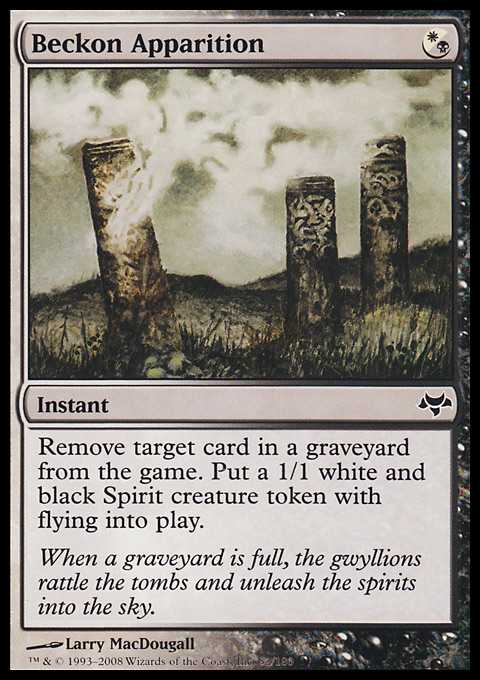 Beckon Apparition
Instant
Remove target card in a graveyard
from the game. Put a 1/1 white and
black Spirit creature token with
flying into play.
When a graveyard is full, the gwyllions
rattle the tombs and unleash the spirits
into the sky.
Larry MacDougall
™ & © 1993–2008 Wizards of the Coast, Inc.